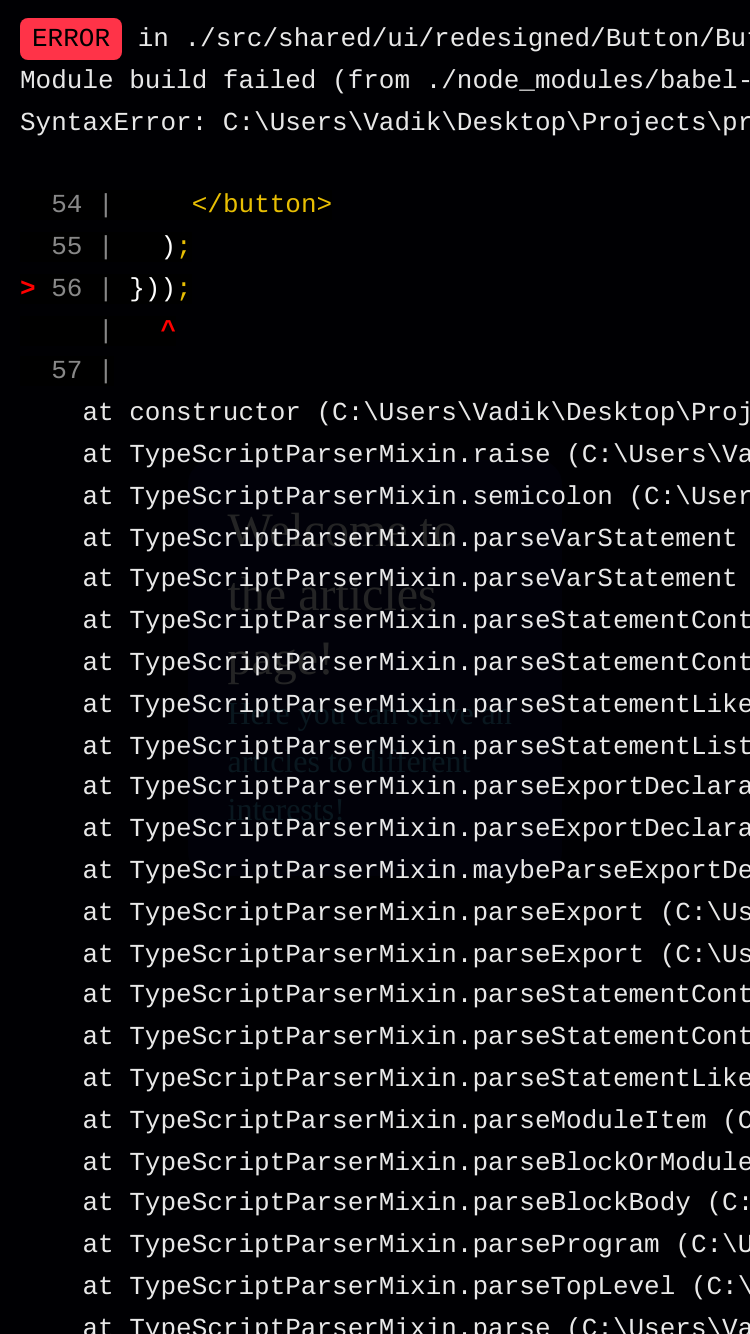 ERROR in ./src/shared/ui/redesigned/Button/Bu
Module build failed (from ./node_modules/babel-
SyntaxError: C:\Users\Vadik\Desktop\Projects\pr
54 |     </button>
55 |   );
> 56 | }));
|   ^
57 |
at constructor (C:\Users\Vadik\Desktop\Proj
at TypeScriptParserMixin.raise (C:\Users\Va
at TypeScriptParserMixin.semicolon (C:\User
at TypeScriptParserMixin.parseVarStatement
at TypeScriptParserMixin.parseVarStatement
at TypeScriptParserMixin.parseStatementCont
at TypeScriptParserMixin.parseStatementCont
at TypeScriptParserMixin.parseStatementLike
at TypeScriptParserMixin.parseStatementList
at TypeScriptParserMixin.parseExportDeclara
at TypeScriptParserMixin.parseExportDeclara
at TypeScriptParserMixin.maybeParseExportDe
at TypeScriptParserMixin.parseExport (C:\Us
at TypeScriptParserMixin.parseExport (C:\Us
at TypeScriptParserMixin.parseStatementCont
at TypeScriptParserMixin.parseStatementCont
at TypeScriptParserMixin.parseStatementLike
at TypeScriptParserMixin.parseModuleItem (C
at TypeScriptParserMixin.parseBlockOrModule
at TypeScriptParserMixin.parseBlockBody (C:
at TypeScriptParserMixin.parseProgram (C:\U
at TypeScriptParserMixin.parseTopLevel (C:\
at TypeScriptParserMixin.parse (C:\Users\Va
Welcome to
the articles
page!
Here you can serve an
articles to different
interests!